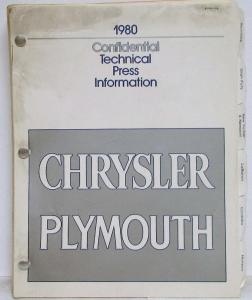 1980
Confidential
Technical
Press
Information
CHRYSLER
PLYMOUTH